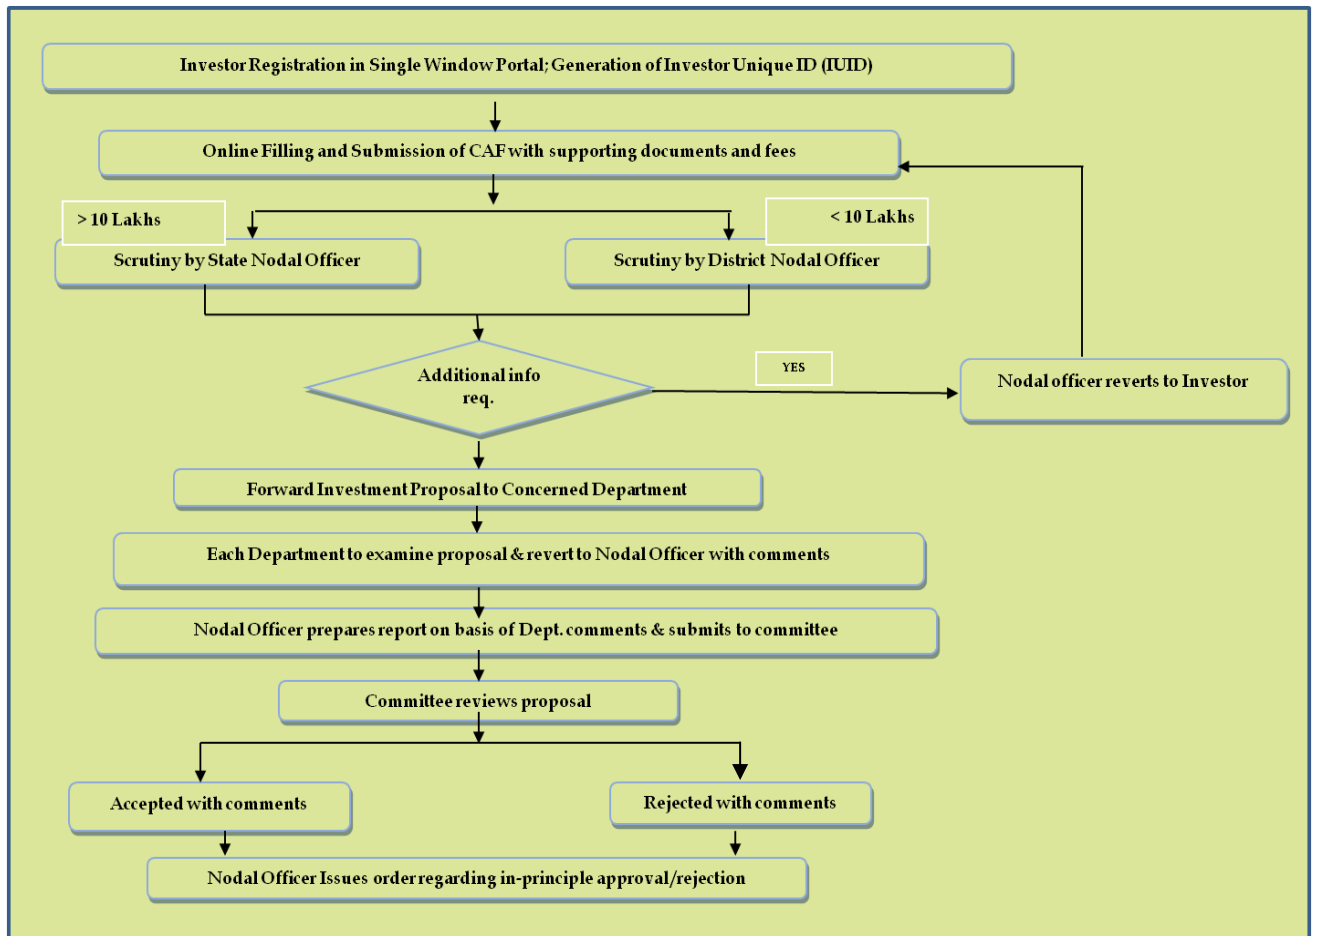 Investor Registration in Single Window Portal; Generation of Investor Unique ID (IUID)
Online Filling and Submission of CAF with supporting documents and fees
> 10 Lakhs
< 10 Lakhs
Scrutiny by State Nodal Officer
Scrutiny by District Nodal Officer
Additional info
req.
YES
Nodal officer reverts to Investor
Forward Investment Proposal to Concerned Department
Each Department to examine proposal & revert to Nodal Officer with comments
Nodal Officer prepares report on basis of Dept. comments & submits to committee
Committee reviews proposal
Accepted with comments
Rejected with comments
Nodal Officer Issues order regarding in-principle approval/rejection